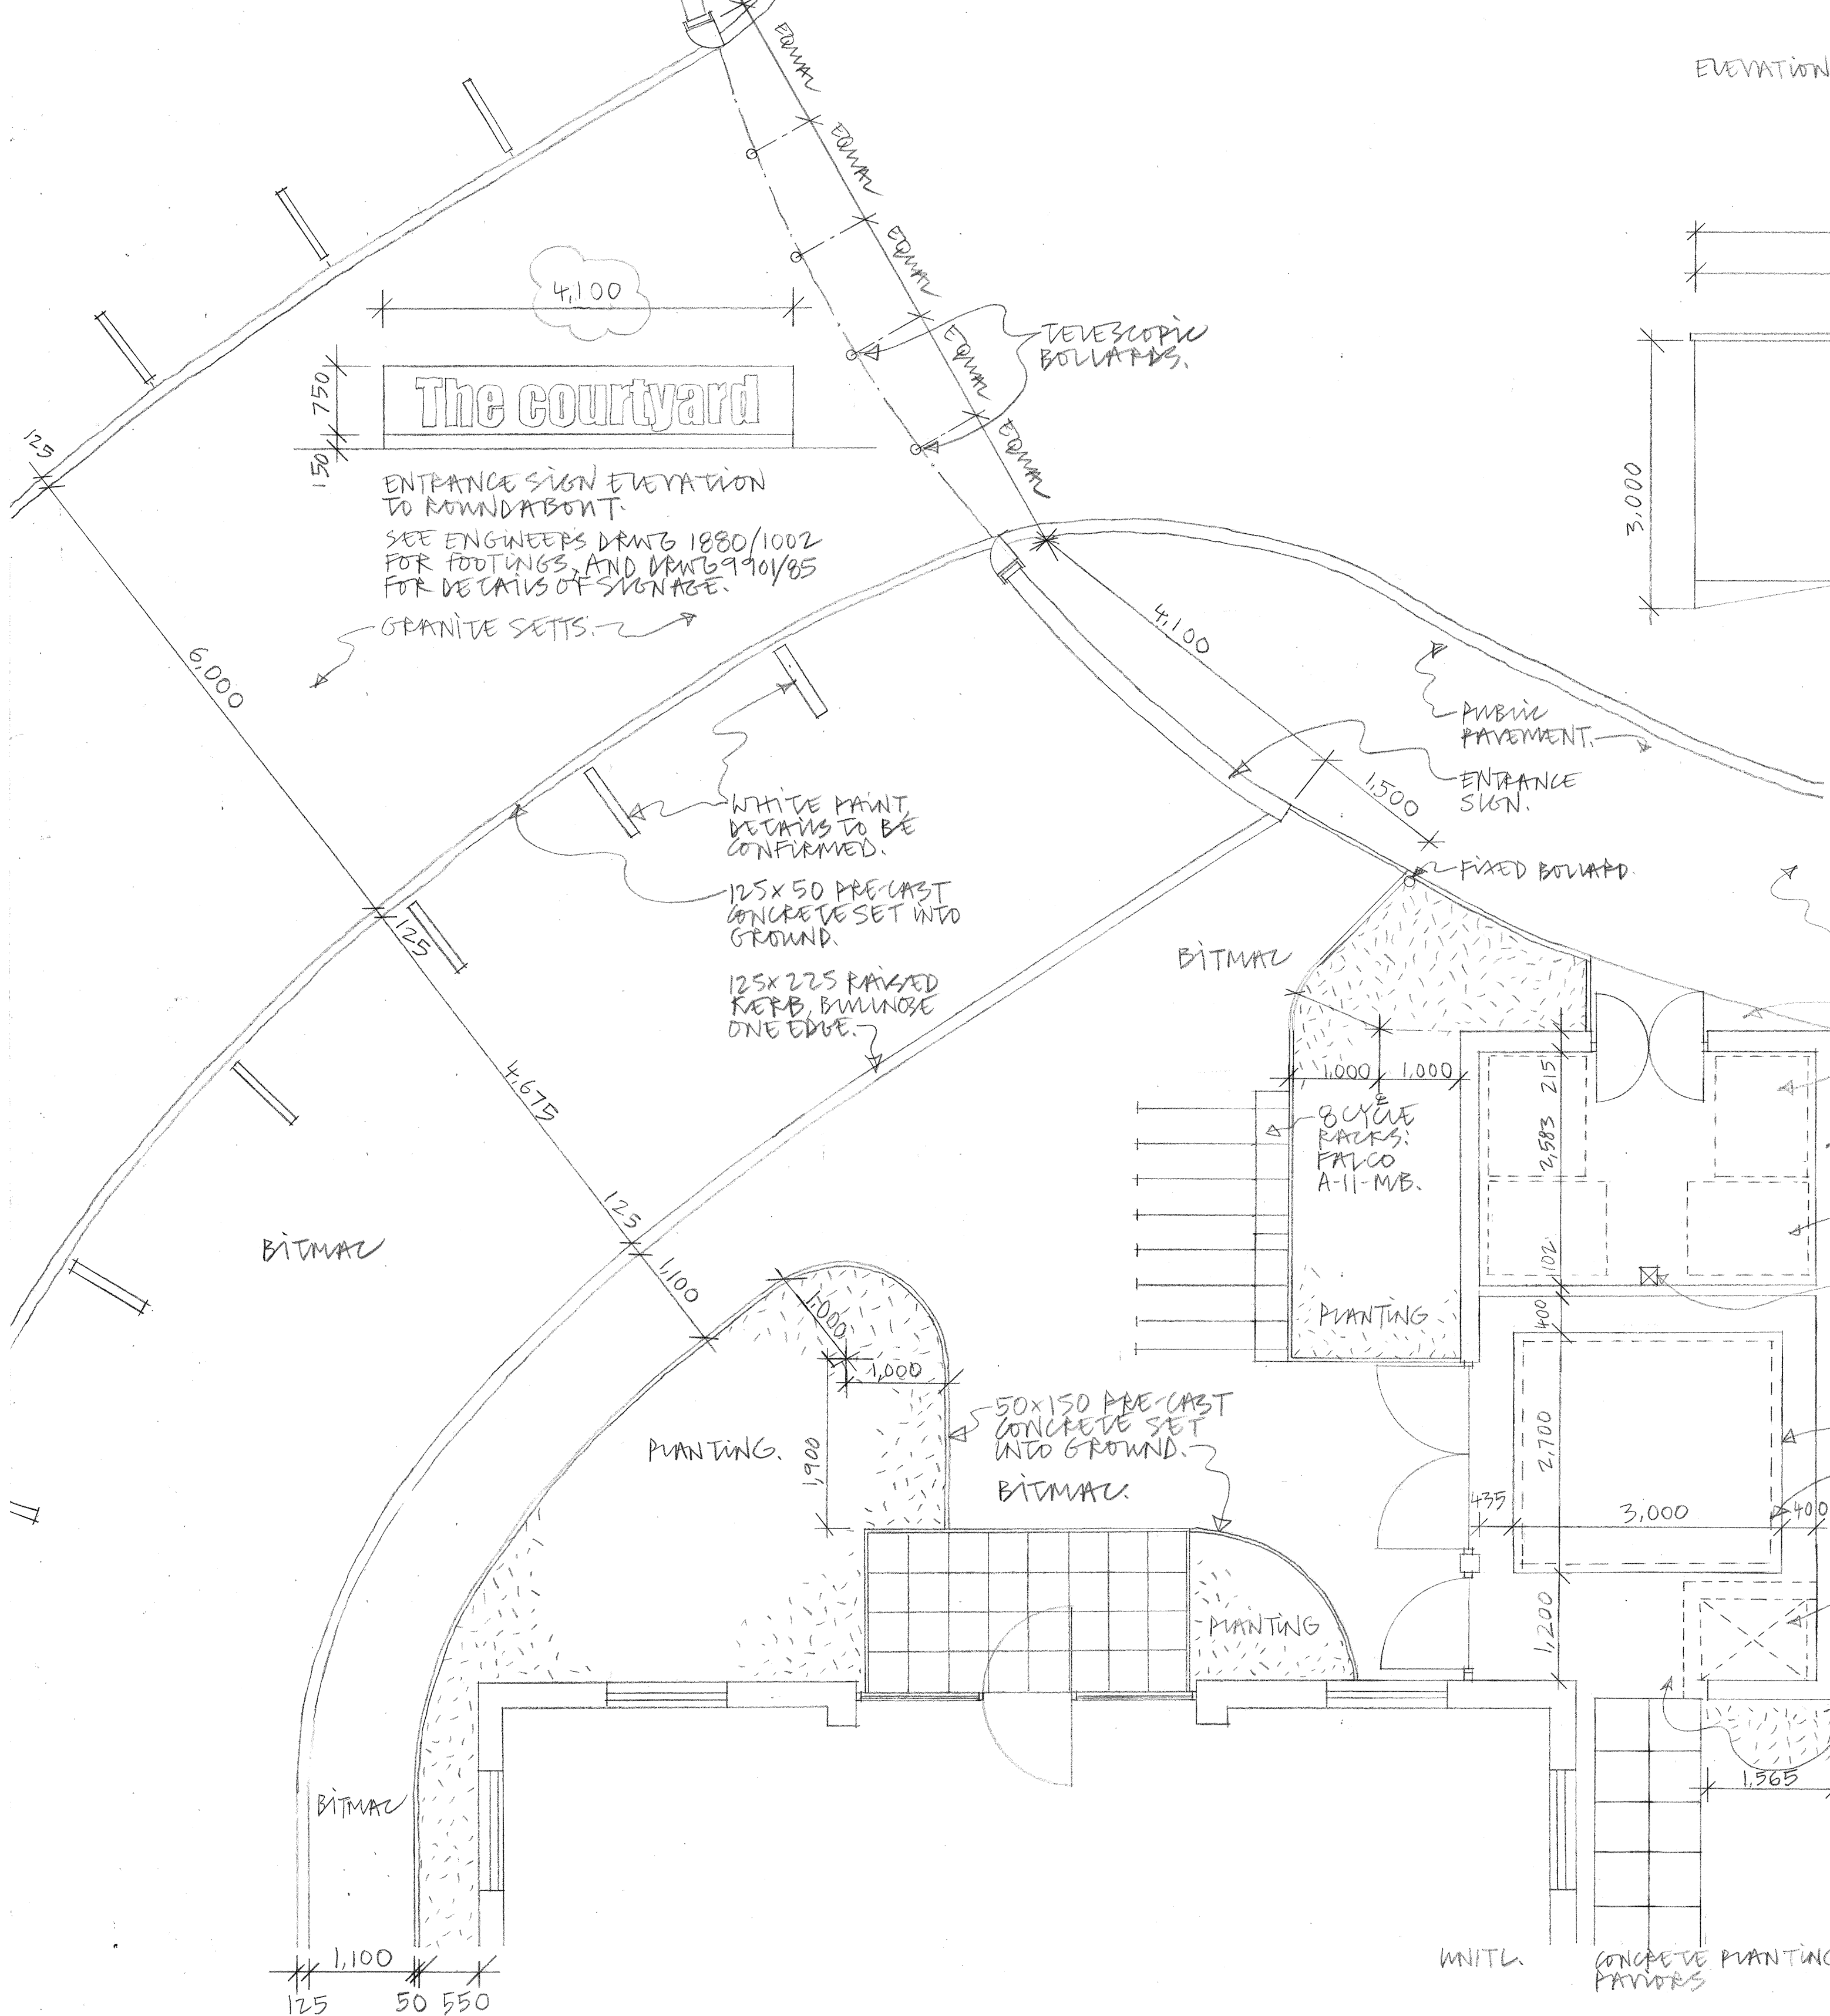 EQUAL
EQUAL
EQUAL
EQUAL
EQUAL
ELEVATION
4,100
750
150
The courtyard
TELESCOPIC
BOLLARDS.
3,000
125
ENTRANCE SIGN ELEVATION
TO ROUNDABOUT.
SEE ENGINEERS DRWG 1880/1002
FOR FOOTINGS, AND DRWG 9901/85
FOR DETAILS OF SIGNAGE.
GRANITE SETTS.
6,000
4,100
PUBLIC
PAVEMENT.
1,500
ENTRANCE
SIGN.
FIXED BOLLARD.
WHITE PAINT,
DETAILS TO BE
CONFIRMED.
125x50 PRE-CAST
CONCRETE SET INTO
GROUND.
125x225 RAISED
KERB, BULLNOSE
ONE EDGE.
125
BITMAC
4,675
1,000
1,000
8 CYCLE
RACKS:
FALCO
A-11-MB.
215
2,583
102
400
BITMAC
125
1,100
1,000
1,000
1,900
PLANTING
PLANTING.
50x150 PRE-CAST
CONCRETE SET
INTO GROUND.
BITMAC.
2,700
435
3,000
400
1,200
PLANTING
BITMAC
1,565
1,100
125
50
550
UNIT L.
CONCRETE PLANTING
PAVIORS